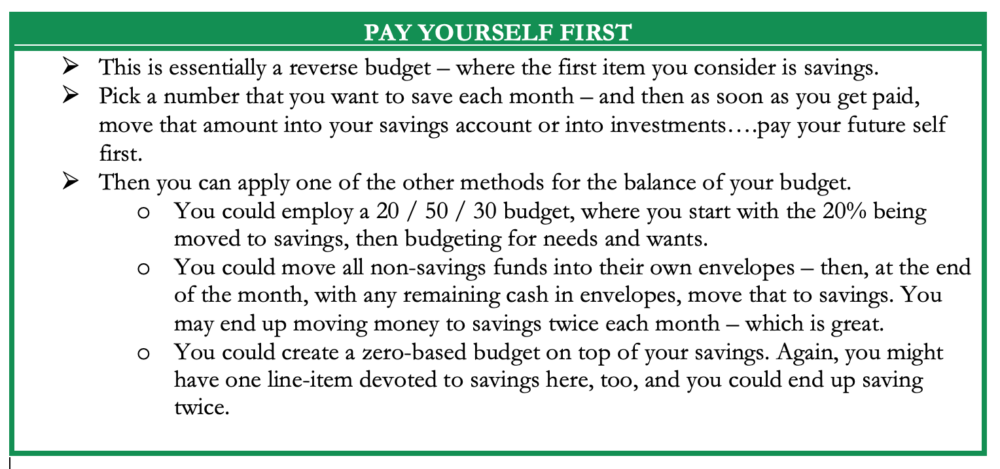 PAY YOURSELF FIRST
➢ This is essentially a reverse budget – where the first item you consider is savings.
➢ Pick a number that you want to save each month – and then as soon as you get paid,
move that amount into your savings account or into investments….pay your future self
first.
➢ Then you can apply one of the other methods for the balance of your budget.
o You could employ a 20 / 50 / 30 budget, where you start with the 20% being
moved to savings, then budgeting for needs and wants.
o You could move all non-savings funds into their own envelopes – then, at the end
of the month, with any remaining cash in envelopes, move that to savings. You
may end up moving money to savings twice each month – which is great.
o You could create a zero-based budget on top of your savings. Again, you might
have one line-item devoted to savings here, too, and you could end up saving
twice.